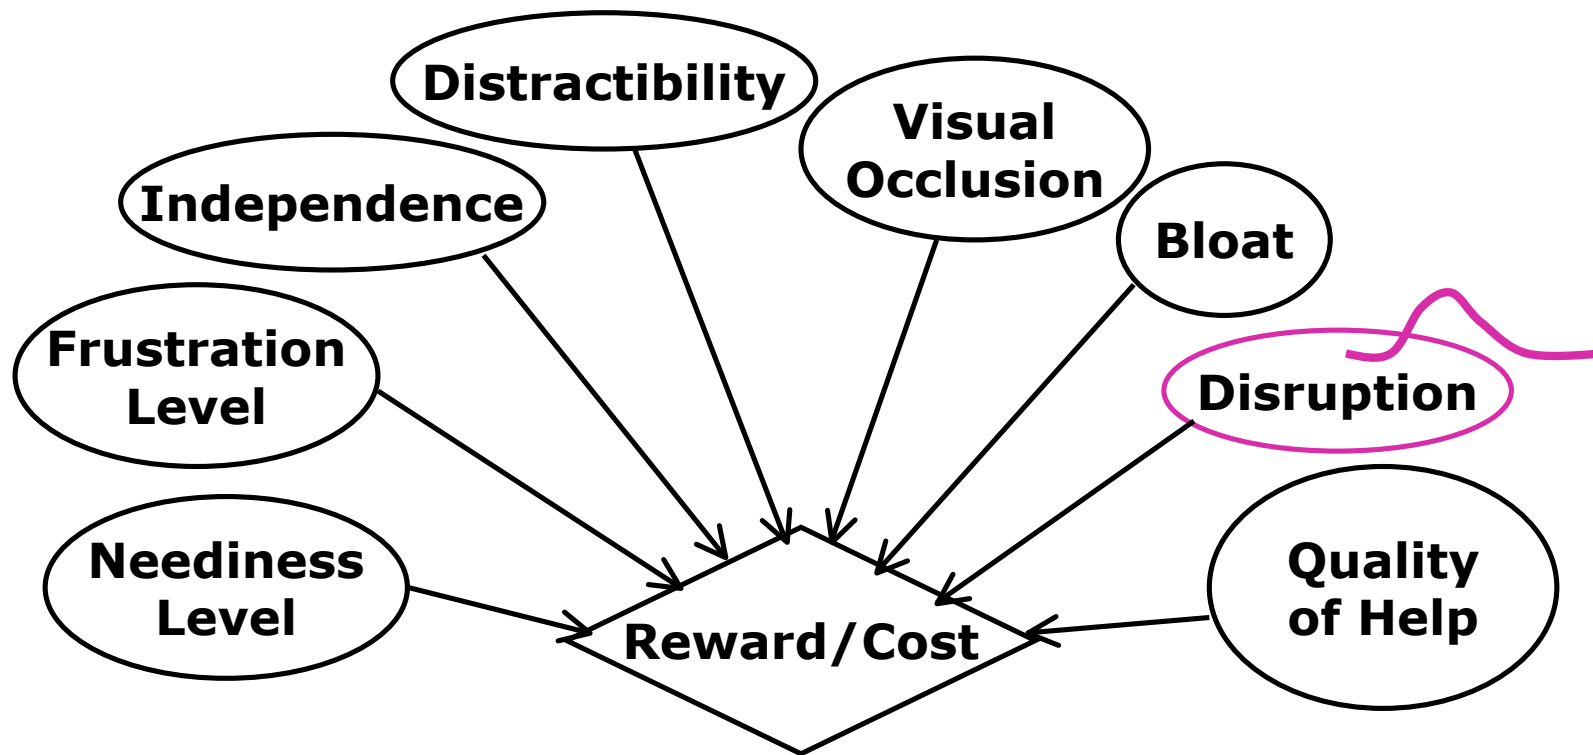 Distractibility
Visual
Occlusion
Independence
Bloat
Frustration
Level
Disruption
Neediness
Level
Quality
of Help
Reward/Cost